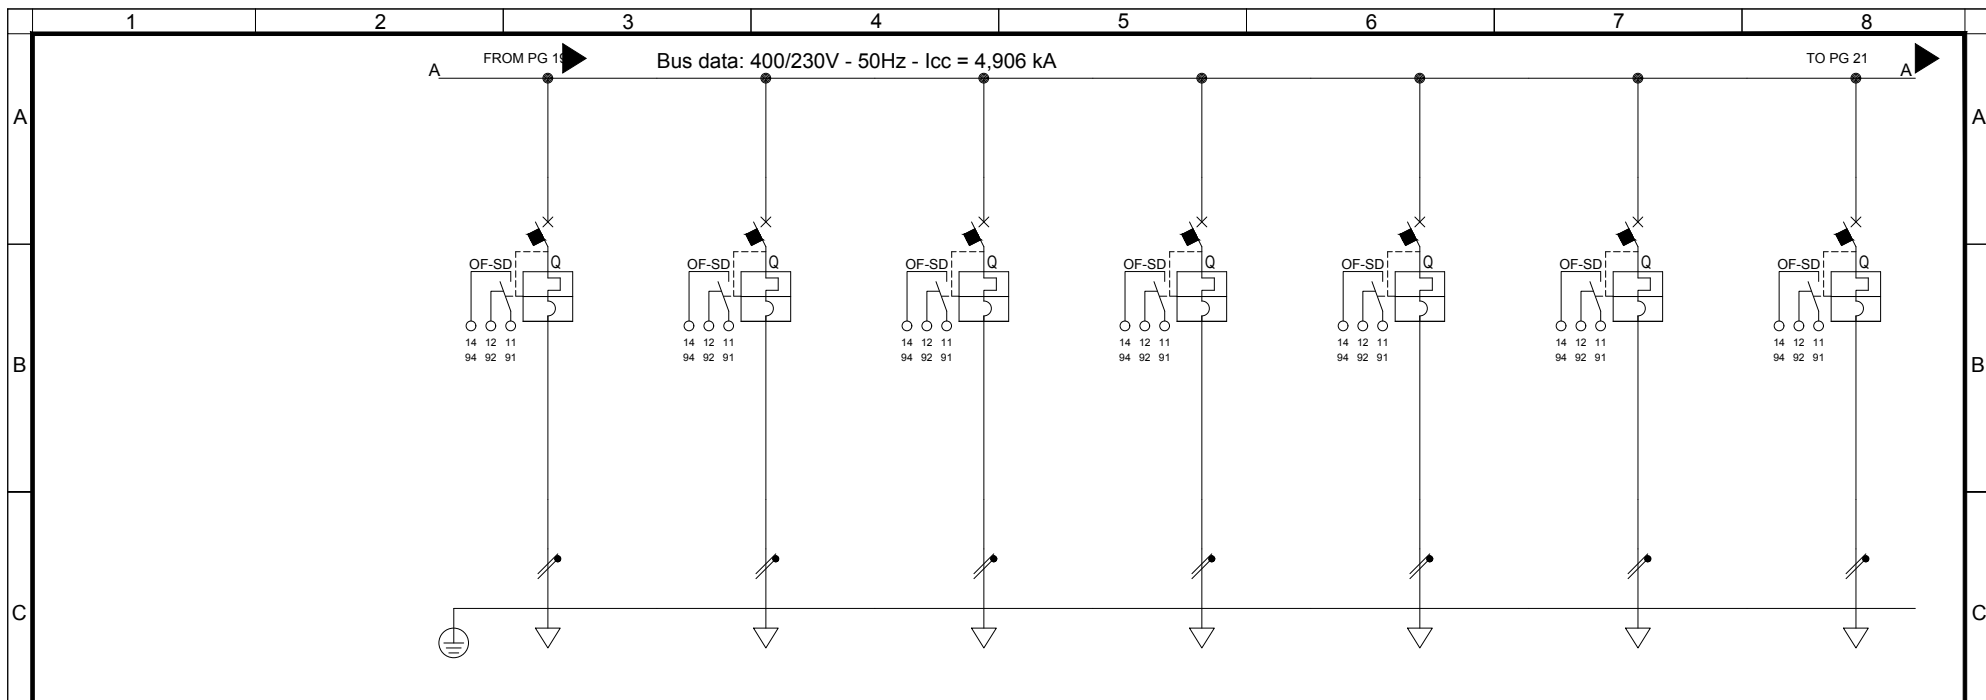 1 2 3 4 5 6 7 8
FROM PG 19 Bus data: 400/230V - 50Hz - Icc = 4,906 kA TO PG 21
A A
A A
OF-SD Q OF-SD Q OF-SD Q OF-SD Q OF-SD Q OF-SD Q OF-SD Q
14 12 11 14 12 11 14 12 11 14 12 11 14 12 11 14 12 11 14 12 11
94 92 91 94 92 91 94 92 91 94 92 91 94 92 91 94 92 91 94 92 91
B B
C C